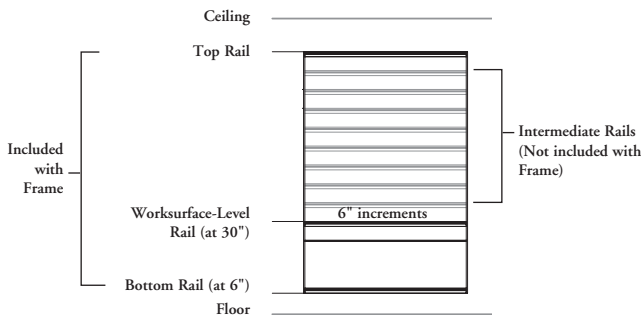 Ceiling
Top Rail
Included
with
Frame
Intermediate Rails
(Not included with
Frame)
Worksurface-Level
Rail (at 30")
6" increments
Bottom Rail (at 6")
Floor